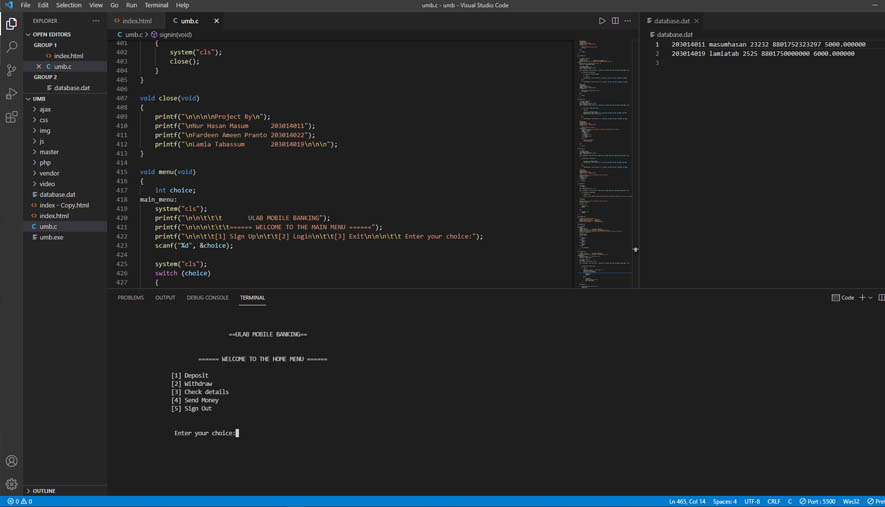 File Edit Selection View Go Run Terminal Help
umb.c - umb - Visual Studio Code
EXPLORER
OPEN EDITORS
GROUP 1
index.html
umb.c
GROUP 2
database.dat
UMB
ajax
css
img
js
master
php
vendor
video
database.dat
index - Copy.html
index.html
umb.c
umb.exe
OUTLINE
index.html
umb.c
umb.c > signin(void)
401 {
402 system("cls");
403 close();
404 }
405 }
406
407 void close(void)
408 {
409 printf("\n\n\n\nProject By\n");
410 printf("\nNur Hasan Masum 203014011");
411 printf("\nFardeen Ameen Pranto 203014022");
412 printf("\nLamia Tabassum 203014019\n\n\n");
413 }
414
415 void menu(void)
416 {
417 int choice;
418 main_menu:
419 system("cls");
420 printf("\n\n\t\t\t ULAB MOBILE BANKING");
421 printf("\n\n\n\t\t\t====== WELCOME TO THE MAIN MENU ======");
422 printf("\n\n\t\t[1] Sign Up\n\t\t[2] Login\n\t\t[3] Exit\n\n\n\t\t Enter your choice:");
423 scanf("%d", &choice);
424
425 system("cls");
426 switch (choice)
427 {
database.dat
database.dat
1 203014011 masumhasan 23232 8801752323297 5000.000000
2 203014019 lamiatab 2525 8801750000000 6000.000000
3
PROBLEMS OUTPUT DEBUG CONSOLE TERMINAL
Code
==ULAB MOBILE BANKING==
====== WELCOME TO THE HOME MENU ======
[1] Deposit
[2] Withdraw
[3] Check details
[4] Send Money
[5] Sign Out
Enter your choice:
0 0
Ln 465, Col 14 Spaces: 4 UTF-8 CRLF C Port : 5500 Win32